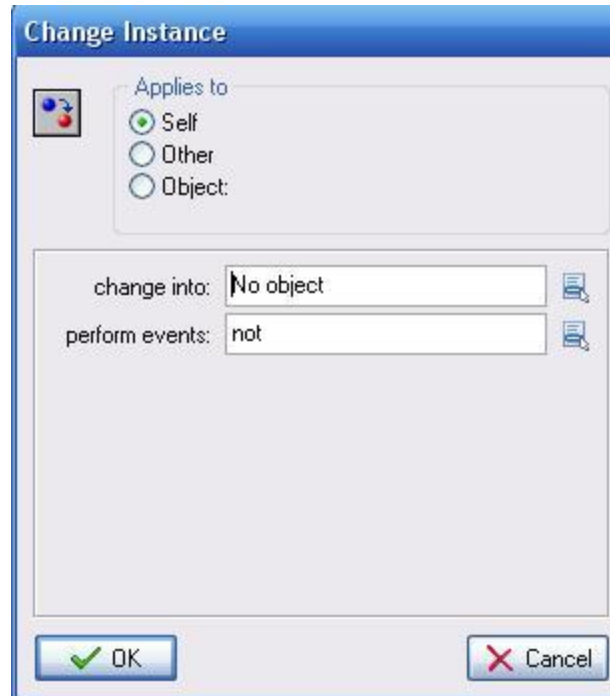 Change Instance
Applies to
Self
Other
Object:
change into: No object
perform events: not
OK Cancel